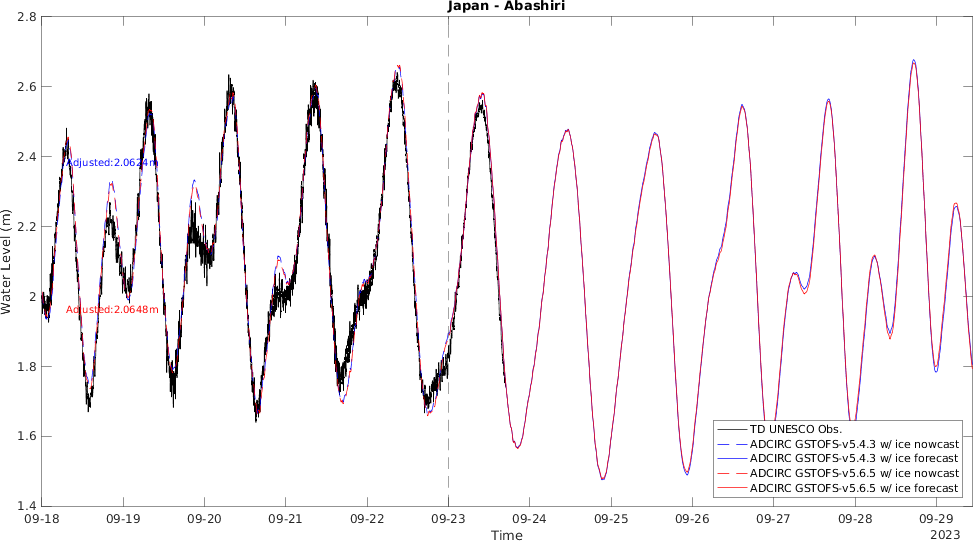 Japan - Abashiri
2.8
2.6
2.4
2.2
2
1.8
1.6
1.4
Water Level (m)
Adjusted:2.0624m
Adjusted:2.0648m
TD UNESCO Obs.
ADCIRC GSTOFS-v5.4.3 w/ ice nowcast
ADCIRC GSTOFS-v5.4.3 w/ ice forecast
ADCIRC GSTOFS-v5.6.5 w/ ice nowcast
ADCIRC GSTOFS-v5.6.5 w/ ice forecast
09-18 09-19 09-20 09-21 09-22 09-23 09-24 09-25 09-26 09-27 09-28 09-29
Time
2023